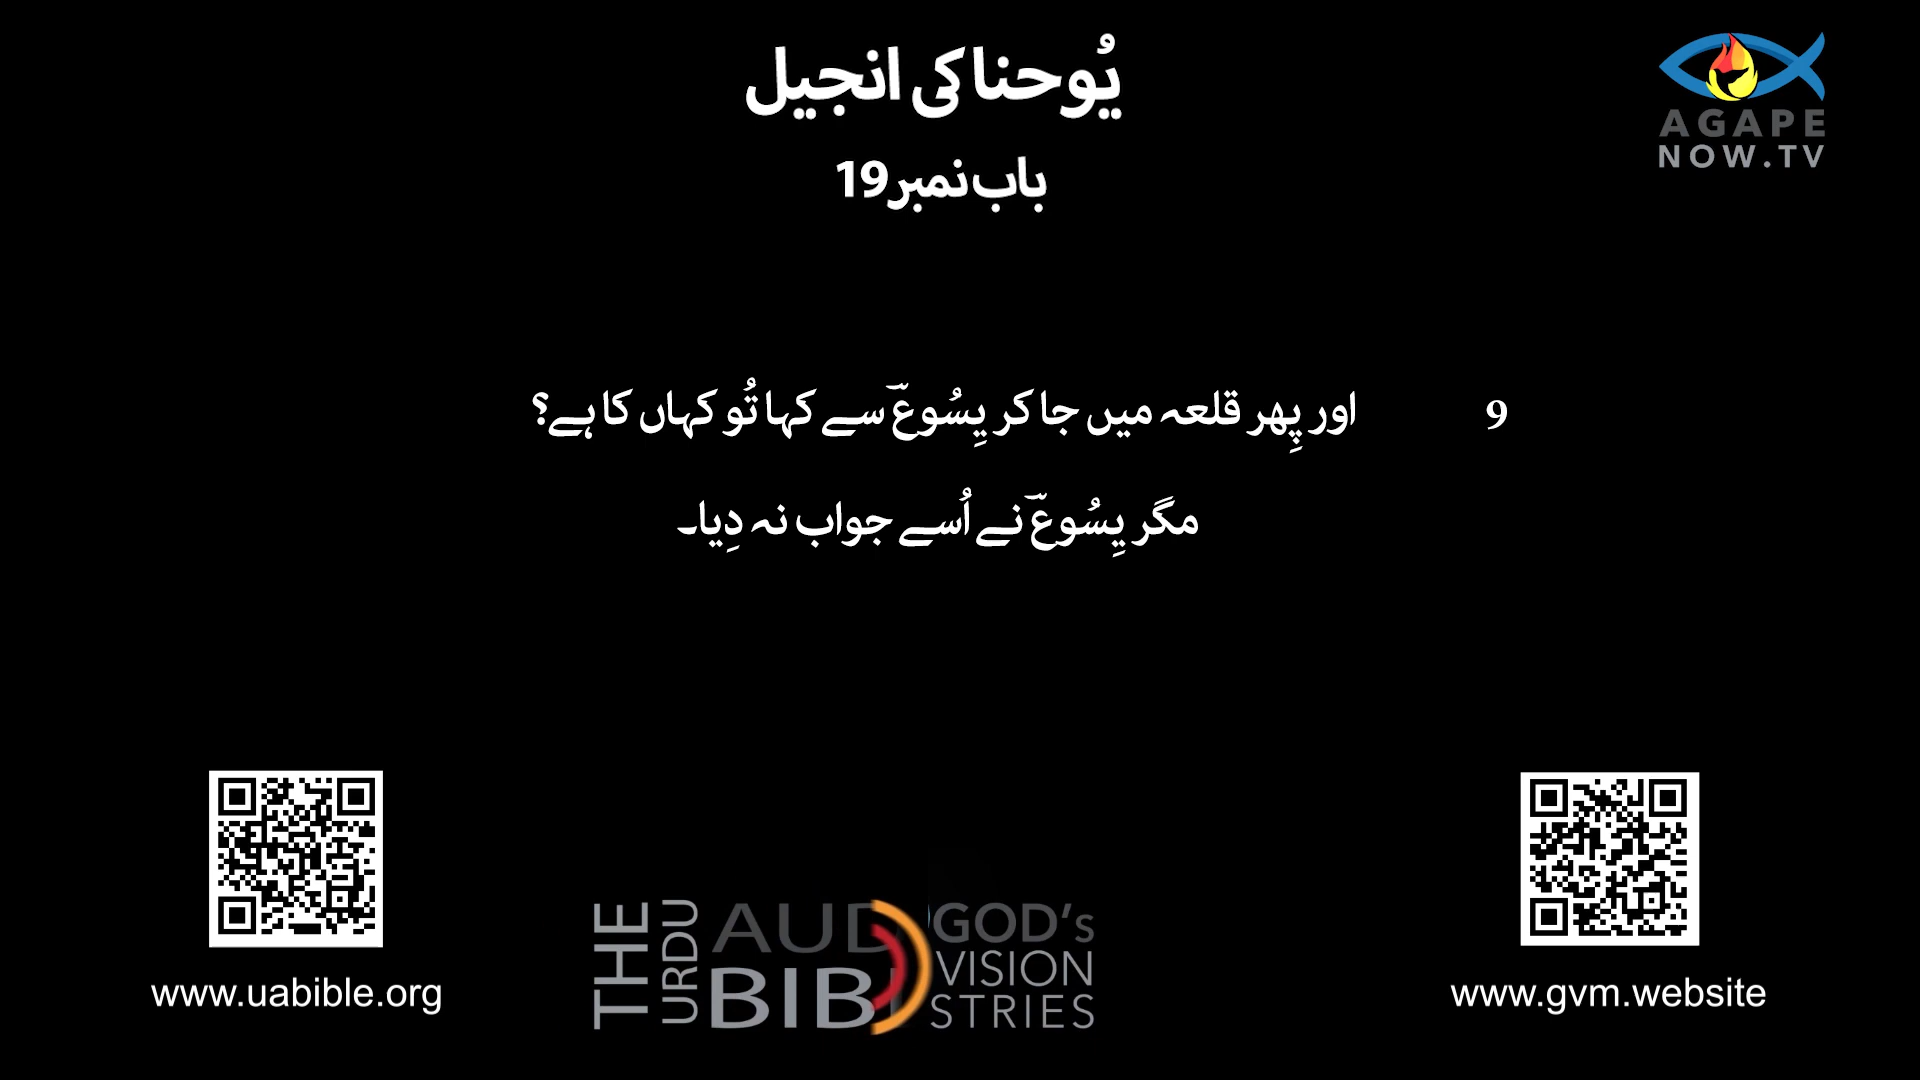 یُوحنا کی انجیل
باب نمبر 19
AGAPE
NOW.TV
9 اور پِھر قلعہ میں جا کر یِسُوعؔ سے کہا تُو کہاں کا ہے؟
مگر یِسُوعؔ نے اُسے جواب نہ دِیا۔
THE
URDU
AUD
BIB
GOD's
VISION
STRIES
www.uabible.org
www.gvm.website